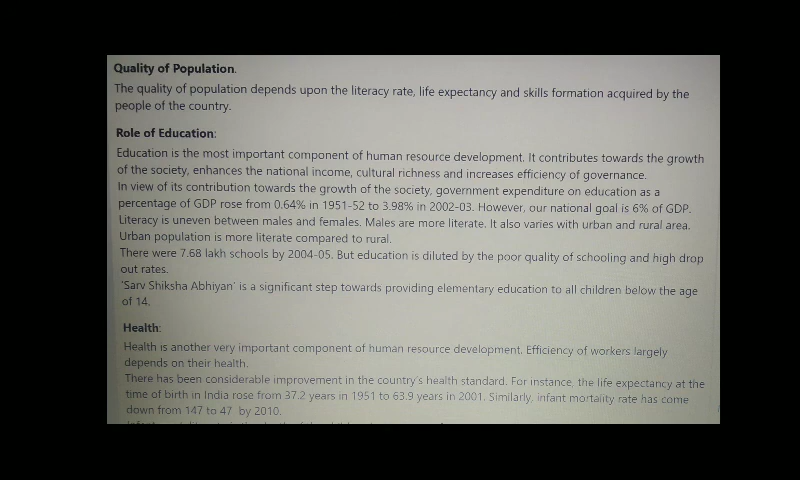 Quality of Population.
The quality of population depends upon the literacy rate, life expectancy and skills formation acquired by the
people of the country.
Role of Education:
Education is the most important component of human resource development. It contributes towards the growth
of the society, enhances the national income, cultural richness and increases efficiency of governance.
In view of its contribution towards the growth of the society, government expenditure on education as a
percentage of GDP rose from 0.64% in 1951-52 to 3.98% in 2002-03. However, our national goal is 6% of GDP.
Literacy is uneven between males and females. Males are more literate. It also varies with urban and rural area.
Urban population is more literate compared to rural.
There were 7.68 lakh schools by 2004-05. But education is diluted by the poor quality of schooling and high drop
out rates.
'Sarv Shiksha Abhiyan' is a significant step towards providing elementary education to all children below the age
of 14.
Health:
Health is another very important component of human resource development. Efficiency of workers largely
depends on their health.
There has been considerable improvement in the country's health standard. For instance, the life expectancy at the
time of birth in India rose from 37.2 years in 1951 to 63.9 years in 2001. Similarly, infant mortality rate has come
down from 147 to 47 by 2010.